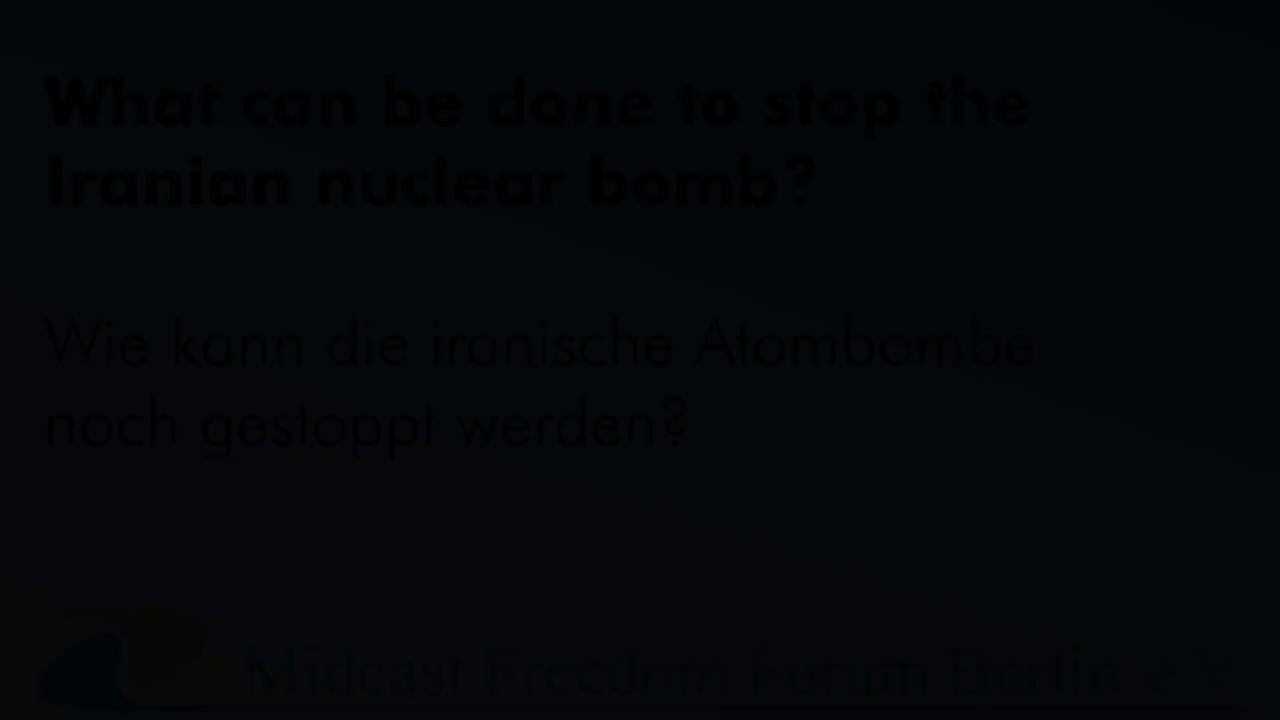 What can be done to stop the
Iranian nuclear bomb?
Wie kann die iranische Atombombe
noch gestoppt werden?
Mideast Freedom Forum Berlin e.V.